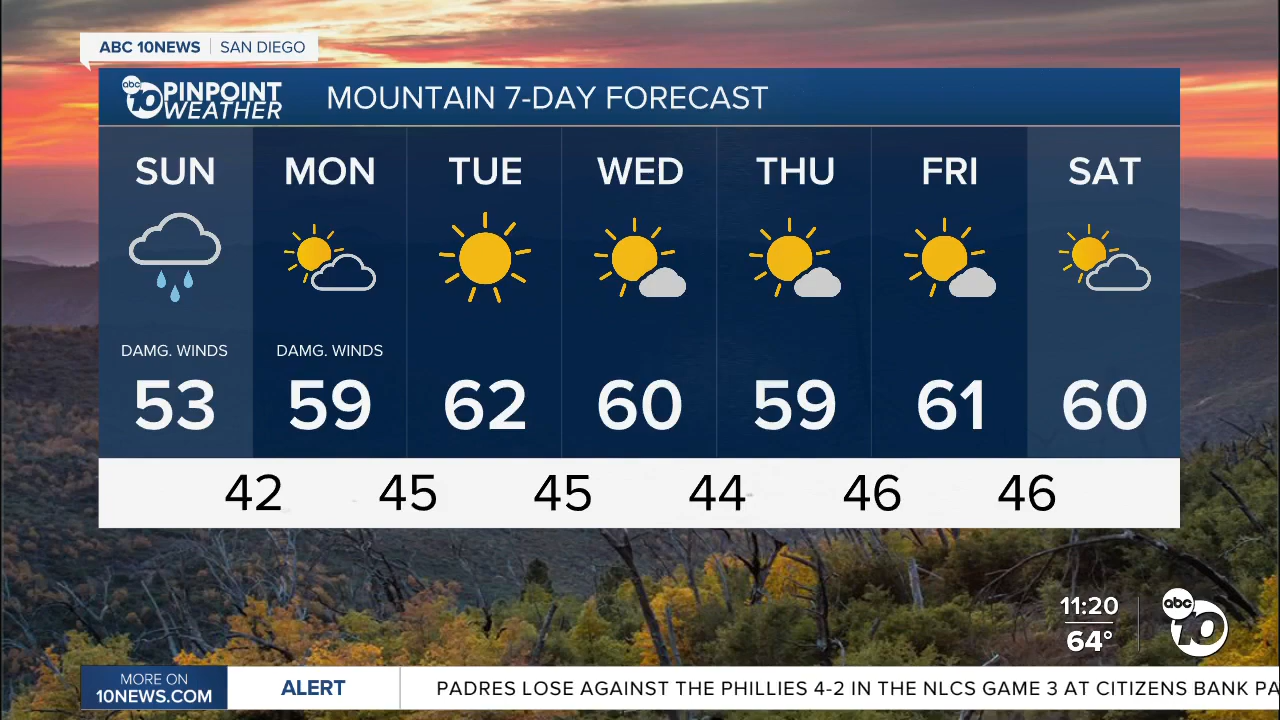 ABC 10NEWS | SAN DIEGO
abc 10 PINPOINT WEATHER
MOUNTAIN 7-DAY FORECAST
SUN MON TUE WED THU FRI SAT
DAMG. WINDS DAMG. WINDS
53 59 62 60 59 61 60
42 45 45 44 46 46
11:20
64°
abc 10
MORE ON
10NEWS.COM
ALERT
PADRES LOSE AGAINST THE PHILLIES 4-2 IN THE NLCS GAME 3 AT CITIZENS BANK PA